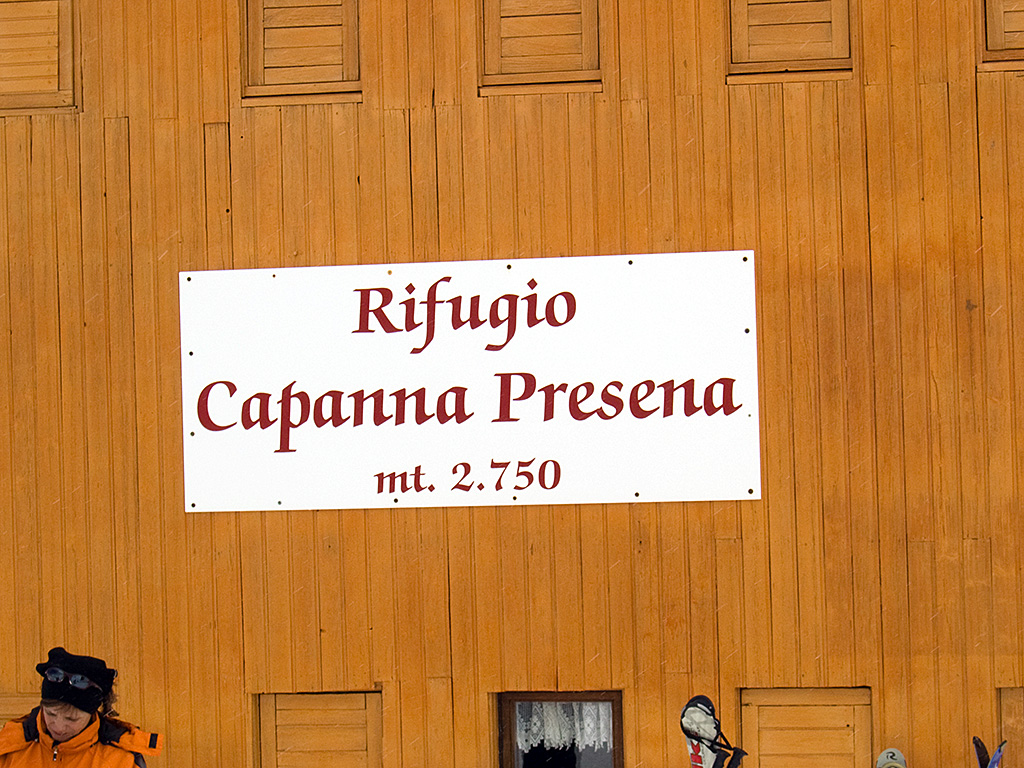 Rifugio
Capanna Presena
mt. 2.750
R